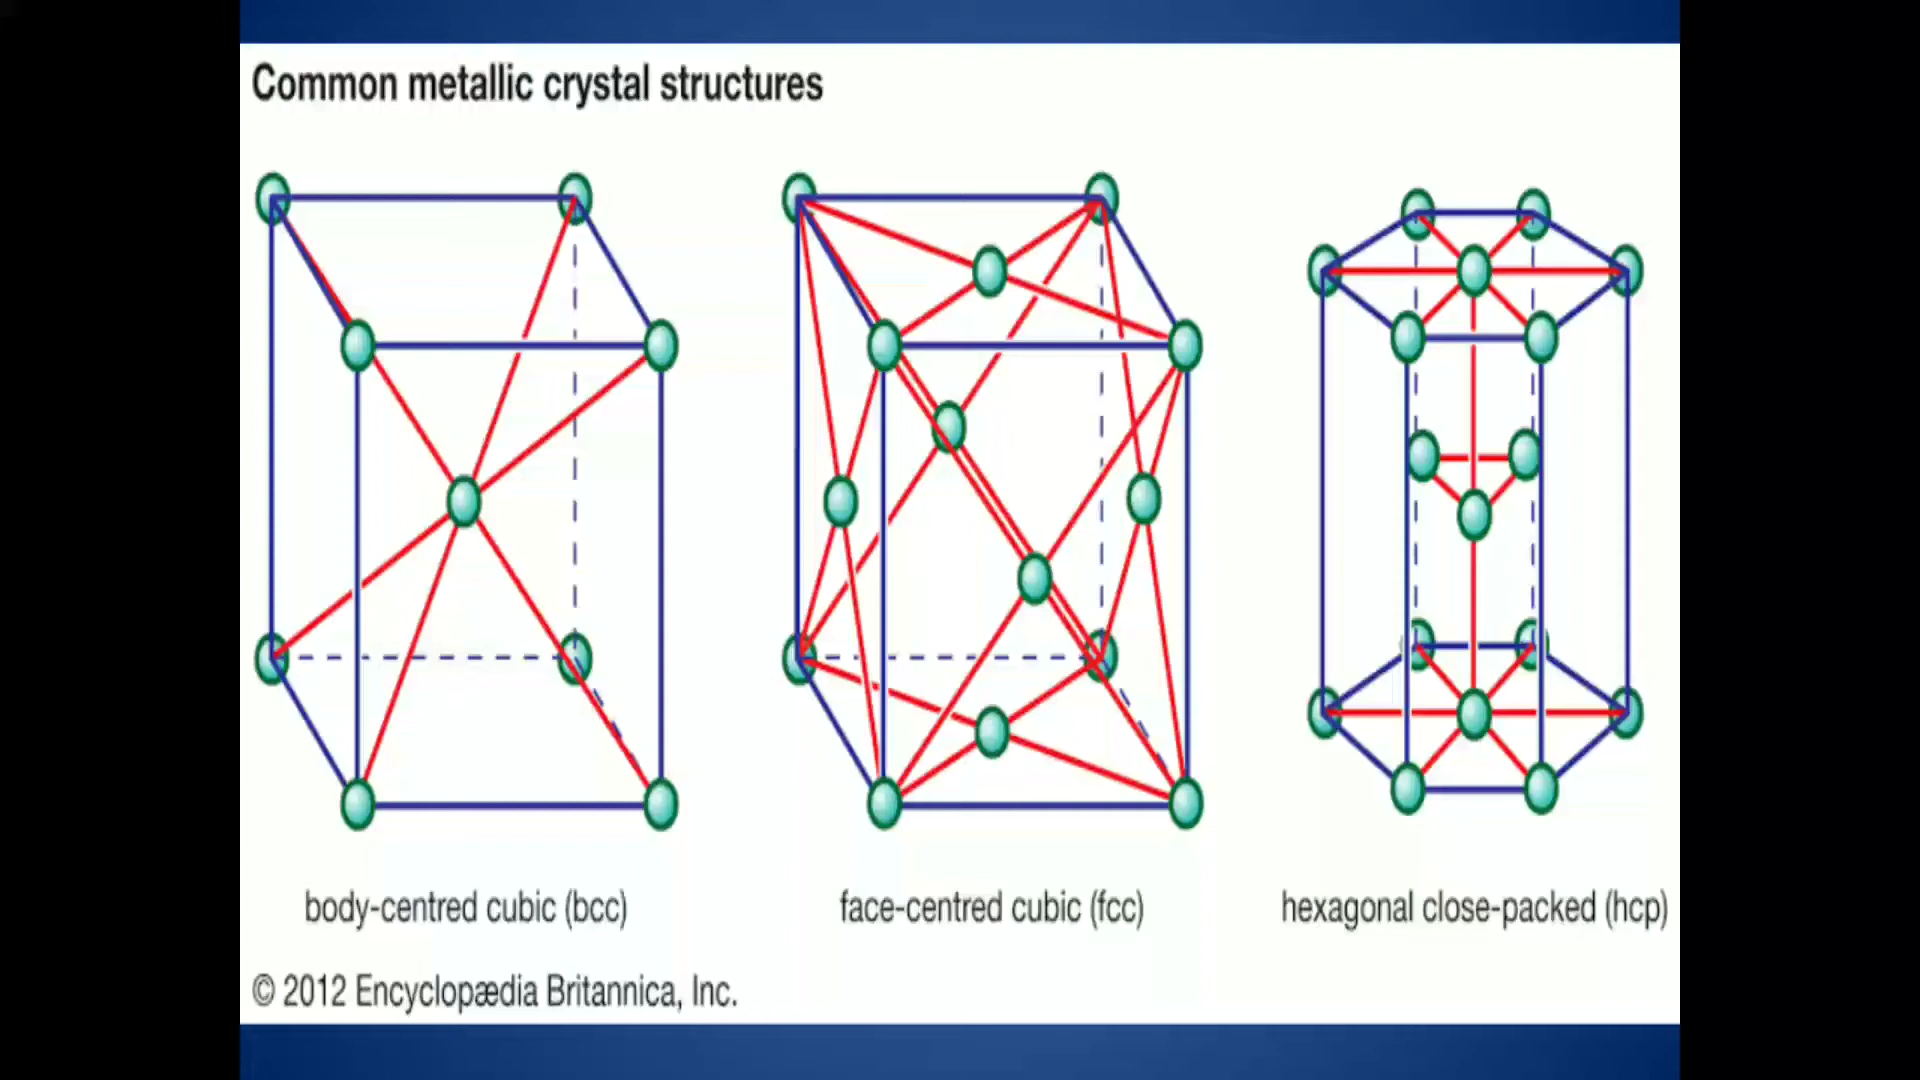 Common metallic crystal structures
body-centred cubic (bcc)
face-centred cubic (fcc)
hexagonal close-packed (hcp)
© 2012 Encyclopædia Britannica, Inc.